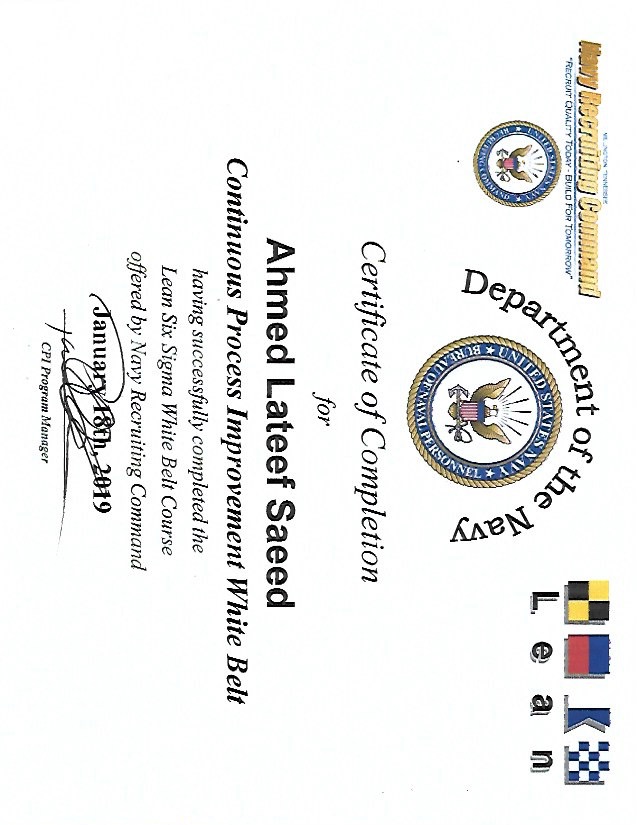 MILLINGTON TENNESSEE
Navy Recruiting Command
"RECRUIT QUALITY TODAY - BUILD FOR TOMORROW"
UNITED STATES NAVY
RECRUITING COMMAND
Department of the Navy
UNITED STATES NAVY
BUREAU OF NAVAL PERSONNEL
Lean
Certificate of Completion
for
Ahmed Lateef Saeed
Continuous Process Improvement White Belt
having successfully completed the
Lean Six Sigma White Belt Course
offered by Navy Recruiting Command
January 18th, 2019
CPI Program Manager